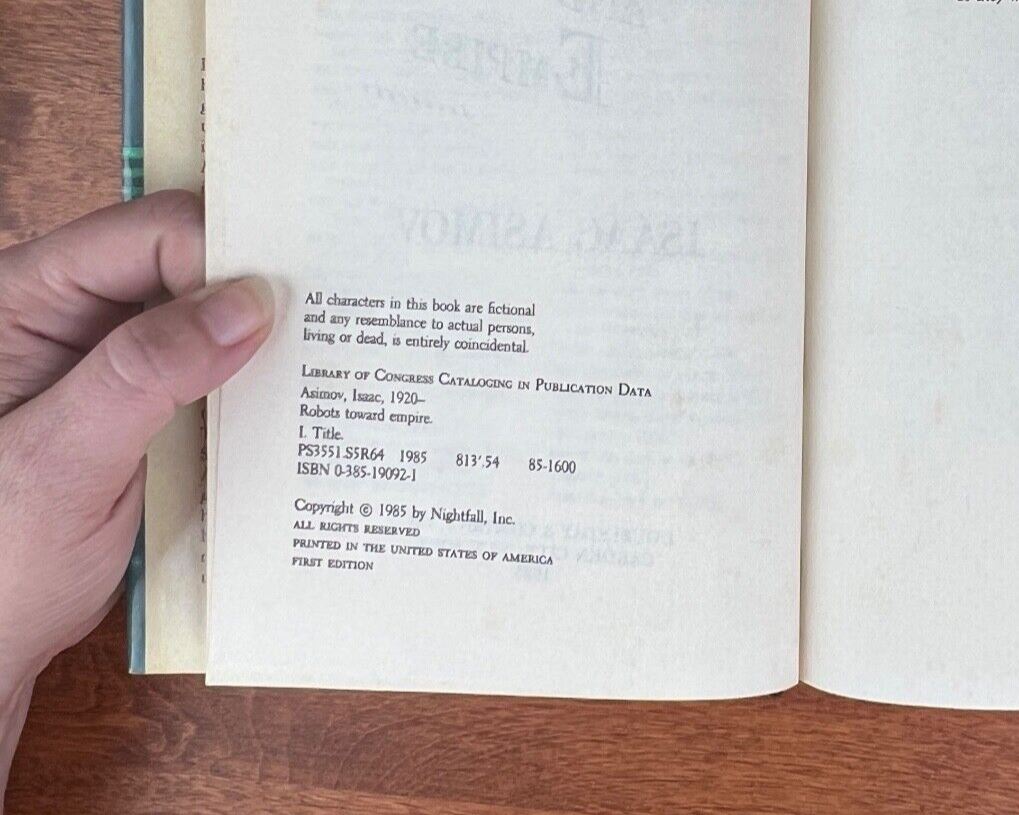 All characters in this book are fictional
and any resemblance to actual persons,
living or dead, is entirely coincidental.
Library of Congress Cataloging in Publication Data
Asimov, Isaac, 1920–
Robots toward empire.
I. Title.
PS3551.S5R64 1985 813'.54 85-1600
ISBN 0-385-19092-1
Copyright © 1985 by Nightfall, Inc.
ALL RIGHTS RESERVED
PRINTED IN THE UNITED STATES OF AMERICA
FIRST EDITION
EMPIRE
ISAAC ASIMOV